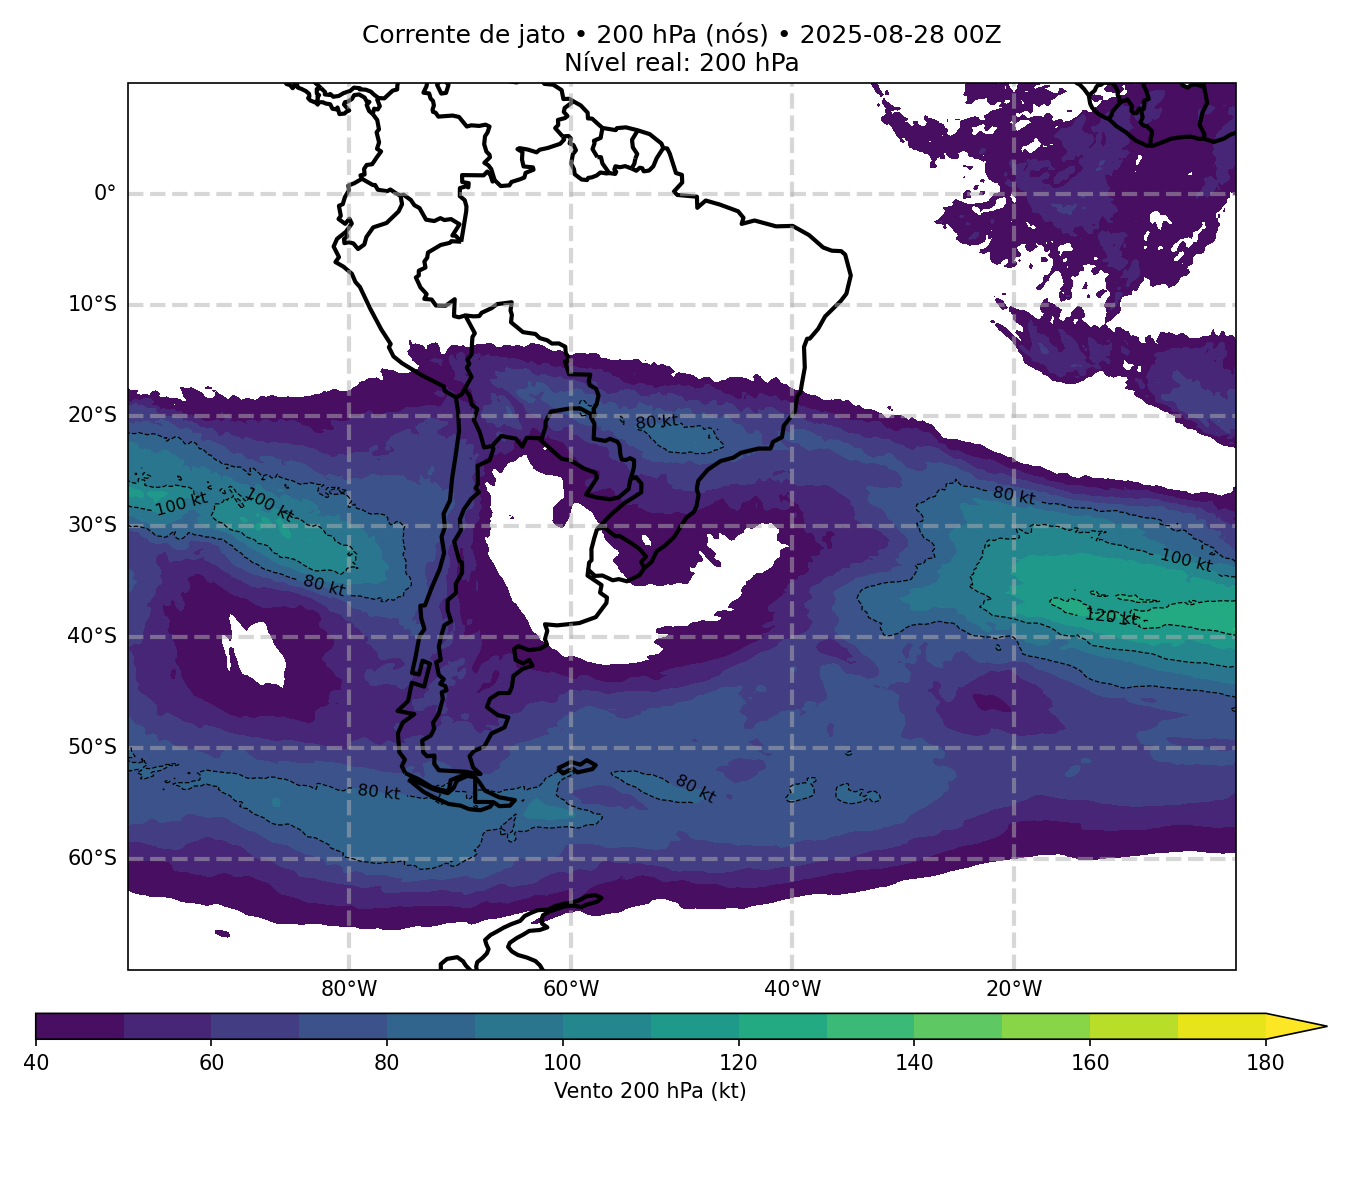 Corrente de jato • 200 hPa (nós) • 2025-08-28 00Z
Nível real: 200 hPa
0°
10°S
20°S
30°S
40°S
50°S
60°S
80 kt
80 kt
100 kt
100 kt
100 kt
80 kt
120 kt
80 kt
80 kt
80°W
60°W
40°W
20°W
40
60
80
100
120
140
160
180
Vento 200 hPa (kt)